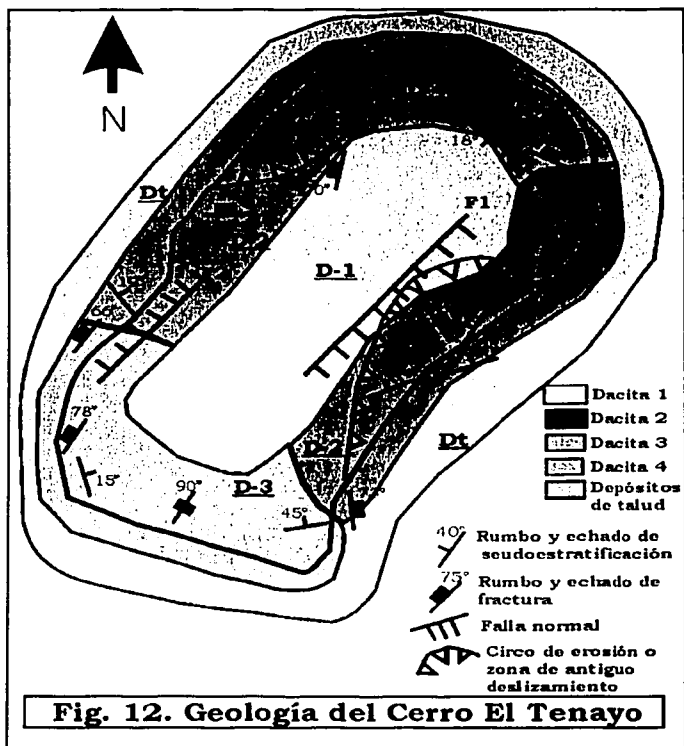 N
18°
Dt
F1
D-1
60°
Dacita 1
Dacita 2
Dt
Dacita 3
78°
D-2
Dacita 4
Depósitos
de talud
15°
90°
D-3
45°
40°
Rumbo y echado de
seudoestratificación
75°
Rumbo y echado de
fractura
Falla normal
Circo de erosión o
zona de antiguo
deslizamiento
Fig. 12. Geología del Cerro El Tenayo